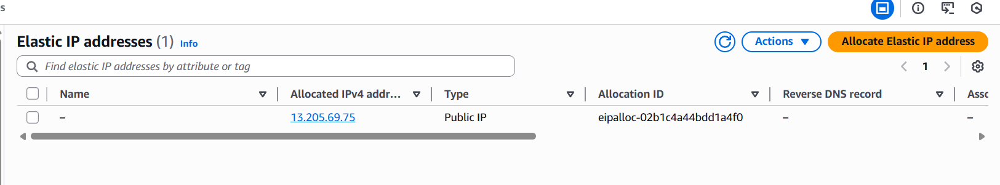 s
Elastic IP addresses (1) Info
Actions
Allocate Elastic IP address
Find elastic IP addresses by attribute or tag
1
Name Allocated IPv4 addr... Type Allocation ID Reverse DNS record Asso
– 13.205.69.75 Public IP eipalloc-02b1c4a44bdd1a4f0 – –